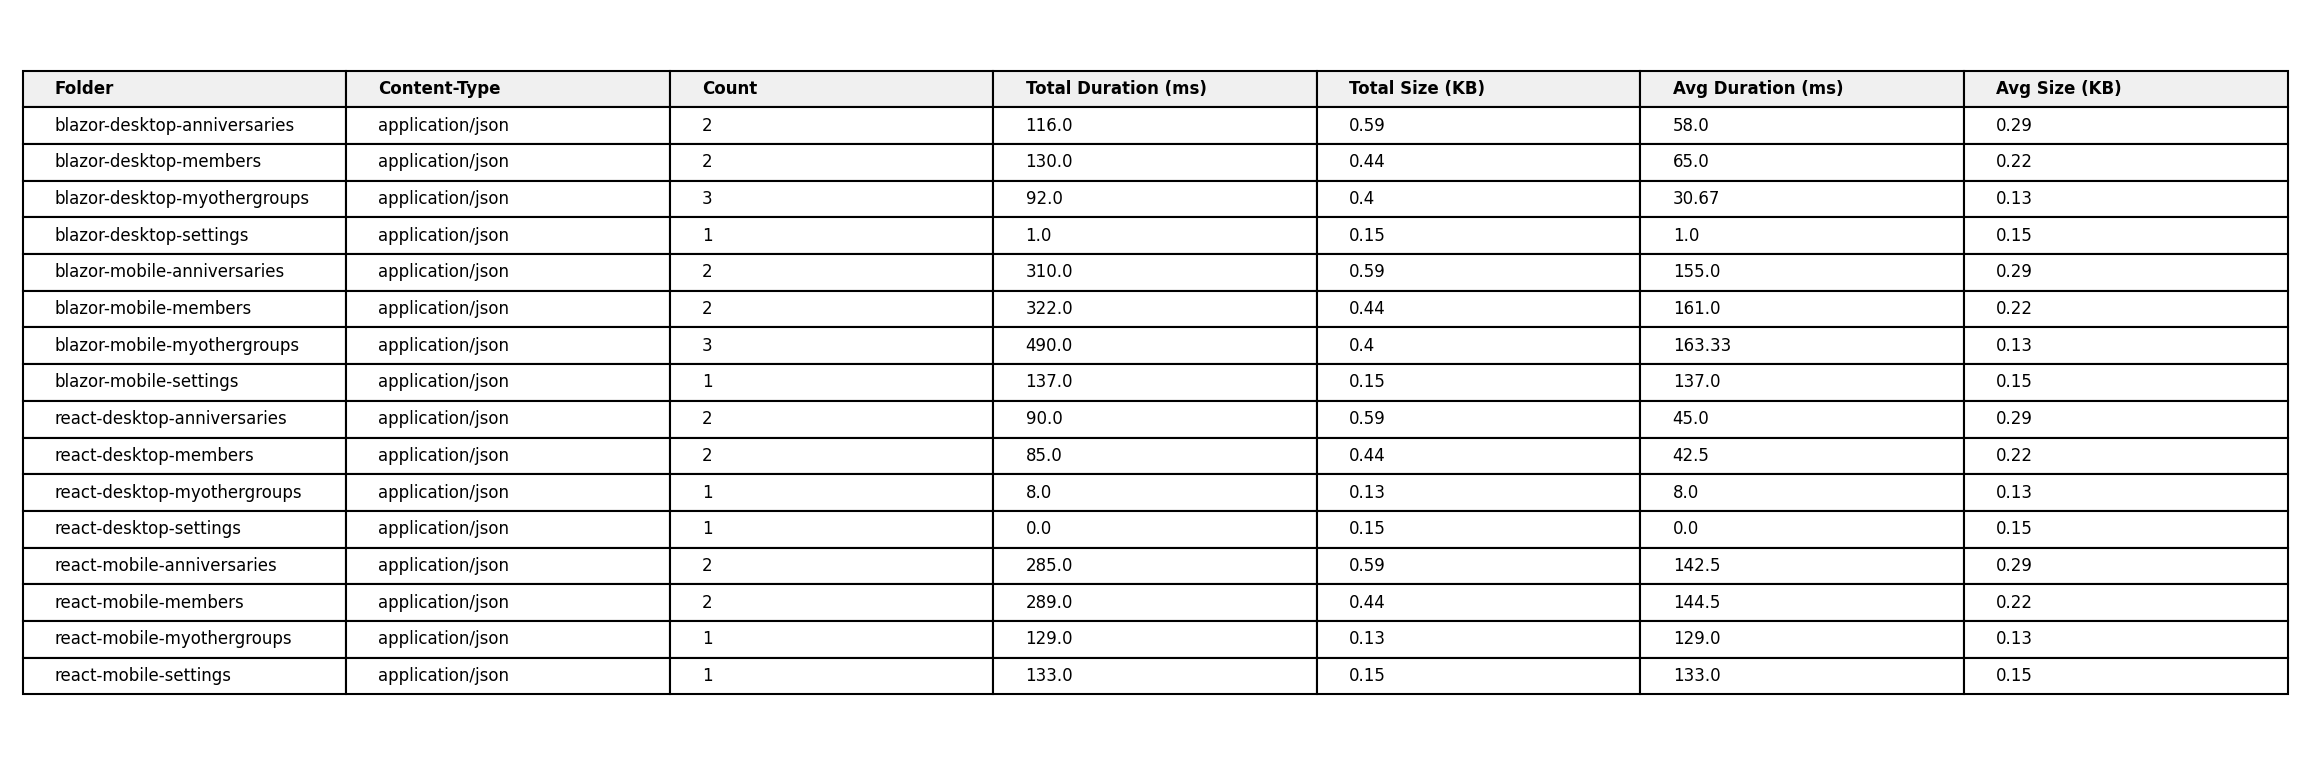 Folder Content-Type Count Total Duration (ms) Total Size (KB) Avg Duration (ms) Avg Size (KB)
blazor-desktop-anniversaries application/json 2 116.0 0.59 58.0 0.29
blazor-desktop-members application/json 2 130.0 0.44 65.0 0.22
blazor-desktop-myothergroups application/json 3 92.0 0.4 30.67 0.13
blazor-desktop-settings application/json 1 1.0 0.15 1.0 0.15
blazor-mobile-anniversaries application/json 2 310.0 0.59 155.0 0.29
blazor-mobile-members application/json 2 322.0 0.44 161.0 0.22
blazor-mobile-myothergroups application/json 3 490.0 0.4 163.33 0.13
blazor-mobile-settings application/json 1 137.0 0.15 137.0 0.15
react-desktop-anniversaries application/json 2 90.0 0.59 45.0 0.29
react-desktop-members application/json 2 85.0 0.44 42.5 0.22
react-desktop-myothergroups application/json 1 8.0 0.13 8.0 0.13
react-desktop-settings application/json 1 0.0 0.15 0.0 0.15
react-mobile-anniversaries application/json 2 285.0 0.59 142.5 0.29
react-mobile-members application/json 2 289.0 0.44 144.5 0.22
react-mobile-myothergroups application/json 1 129.0 0.13 129.0 0.13
react-mobile-settings application/json 1 133.0 0.15 133.0 0.15